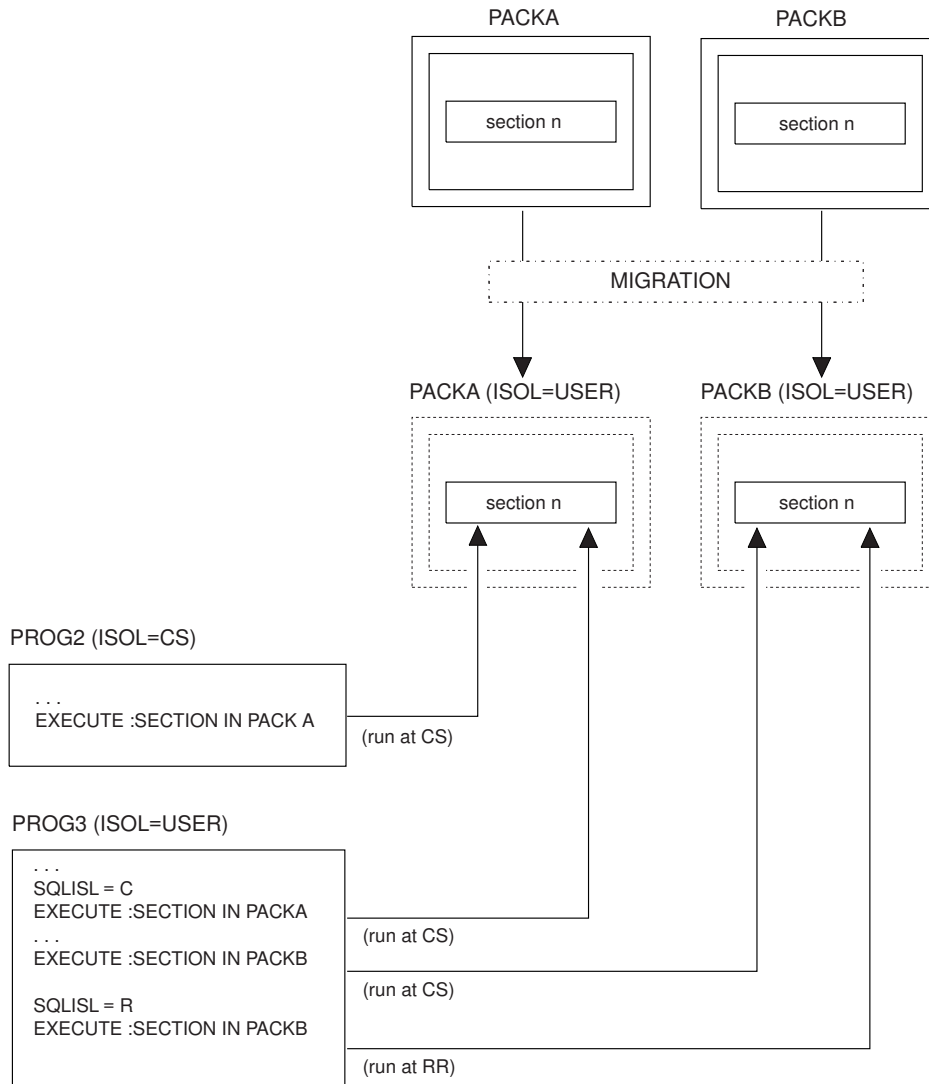 PACKA
PACKB
section n
section n
MIGRATION
PACKA (ISOL=USER)
PACKB (ISOL=USER)
section n
section n
PROG2 (ISOL=CS)
. . .
EXECUTE :SECTION IN PACK A
(run at CS)
PROG3 (ISOL=USER)
. . .
SQLISL = C
EXECUTE :SECTION IN PACKA
(run at CS)
. . .
EXECUTE :SECTION IN PACKB
(run at CS)
SQLISL = R
EXECUTE :SECTION IN PACKB
(run at RR)